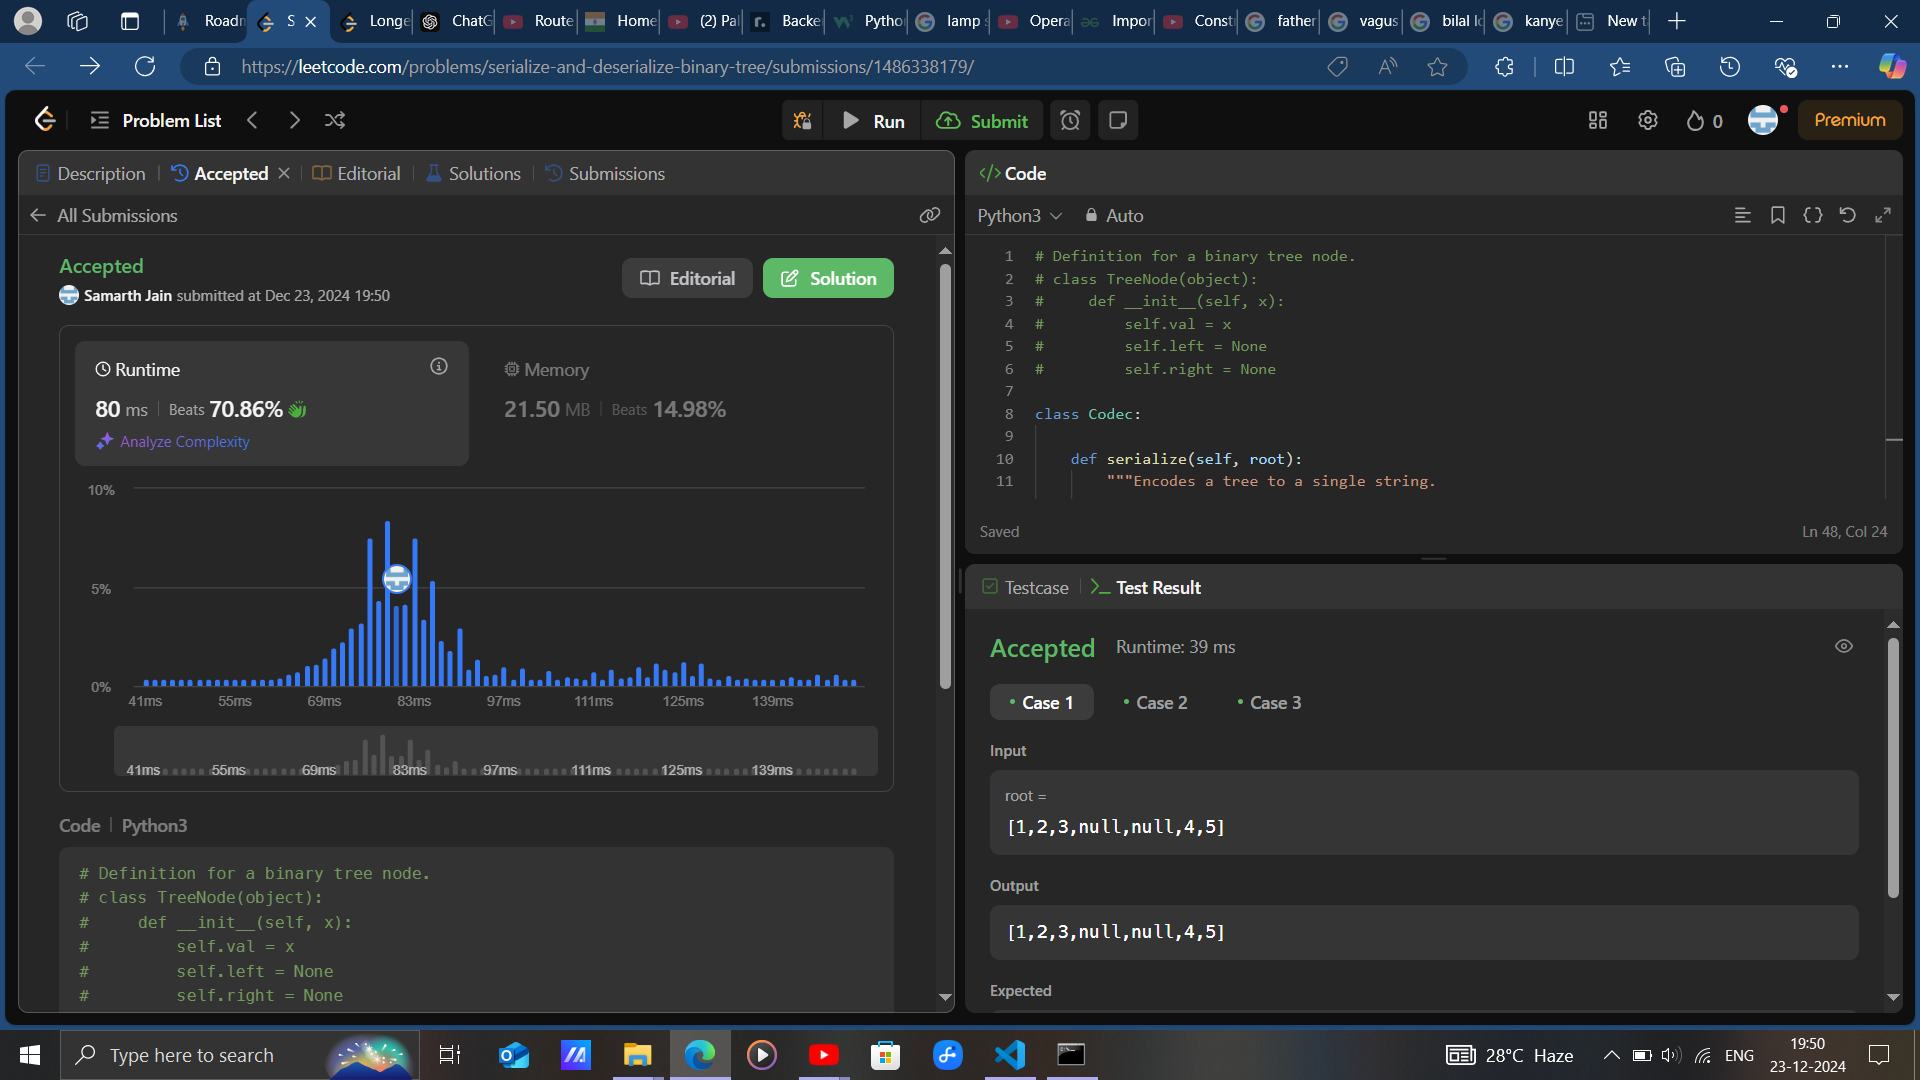 Roadm
S
Longe
ChatG
Route
Home
(2) Pal
Backe
Pytho
lamp s
Opera
Impor
Const
father
vagus
bilal lo
kanye
New t
https://leetcode.com/problems/serialize-and-deserialize-binary-tree/submissions/1486338179/
Problem List
Run
Submit
0
Premium
Description
Accepted
Editorial
Solutions
Submissions
All Submissions
Accepted
Samarth Jain submitted at Dec 23, 2024 19:50
Editorial
Solution
Runtime
80 ms | Beats 70.86%
Analyze Complexity
Memory
21.50 MB | Beats 14.98%
10%
5%
0%
41ms 55ms 69ms 83ms 97ms 111ms 125ms 139ms
41ms 55ms 69ms 83ms 97ms 111ms 125ms 139ms
Code | Python3
# Definition for a binary tree node.
# class TreeNode(object):
#     def __init__(self, x):
#         self.val = x
#         self.left = None
#         self.right = None
</> Code
Python3
Auto
1 # Definition for a binary tree node.
2 # class TreeNode(object):
3 #     def __init__(self, x):
4 #         self.val = x
5 #         self.left = None
6 #         self.right = None
7
8 class Codec:
9
10     def serialize(self, root):
11         """Encodes a tree to a single string.
Saved
Ln 48, Col 24
Testcase
Test Result
Accepted
Runtime: 39 ms
Case 1
Case 2
Case 3
Input
root =
[1,2,3,null,null,4,5]
Output
[1,2,3,null,null,4,5]
Expected
Type here to search
28°C Haze
ENG
19:50
23-12-2024